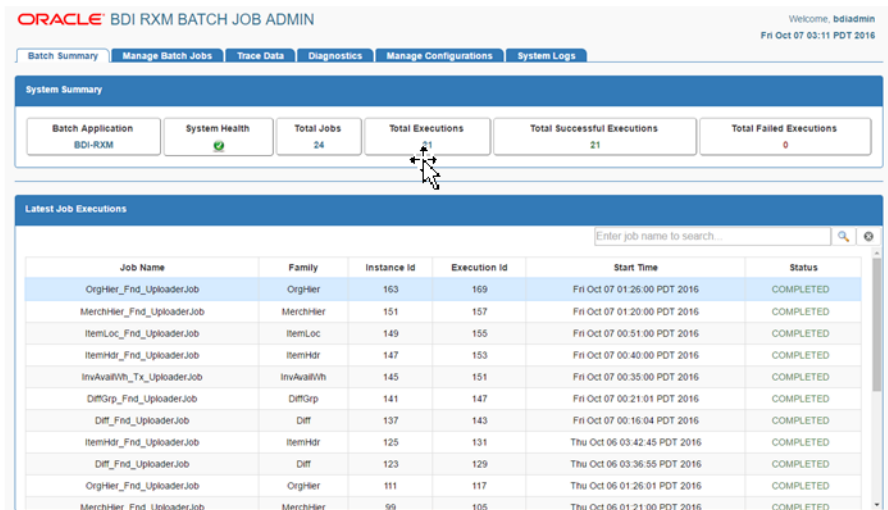 ORACLE® BDI RXM BATCH JOB ADMIN
Welcome, bdiadmin
Fri Oct 07 03:11 PDT 2016
Batch Summary Manage Batch Jobs Trace Data Diagnostics Manage Configurations System Logs
System Summary
Batch Application System Health Total Jobs Total Executions Total Successful Executions Total Failed Executions
BDI-RXM 24 21 21 0
Latest Job Executions
Enter job name to search...
Job Name Family Instance Id Execution Id Start Time Status
OrgHier_Fnd_UploaderJob OrgHier 163 169 Fri Oct 07 01:26:00 PDT 2016 COMPLETED
MerchHier_Fnd_UploaderJob MerchHier 151 157 Fri Oct 07 01:20:00 PDT 2016 COMPLETED
ItemLoc_Fnd_UploaderJob ItemLoc 149 155 Fri Oct 07 00:51:00 PDT 2016 COMPLETED
ItemHdr_Fnd_UploaderJob ItemHdr 147 153 Fri Oct 07 00:40:00 PDT 2016 COMPLETED
InvAvailWh_Tx_UploaderJob InvAvailWh 145 151 Fri Oct 07 00:35:00 PDT 2016 COMPLETED
DiffGrp_Fnd_UploaderJob DiffGrp 141 147 Fri Oct 07 00:21:01 PDT 2016 COMPLETED
Diff_Fnd_UploaderJob Diff 137 143 Fri Oct 07 00:16:04 PDT 2016 COMPLETED
ItemHdr_Fnd_UploaderJob ItemHdr 125 131 Thu Oct 06 03:42:45 PDT 2016 COMPLETED
Diff_Fnd_UploaderJob Diff 123 129 Thu Oct 06 03:36:55 PDT 2016 COMPLETED
OrgHier_Fnd_UploaderJob OrgHier 111 117 Thu Oct 06 01:26:01 PDT 2016 COMPLETED
MerchHier_Fnd_UploaderJob MerchHier 99 105 Thu Oct 06 01:21:00 PDT 2016 COMPLETED